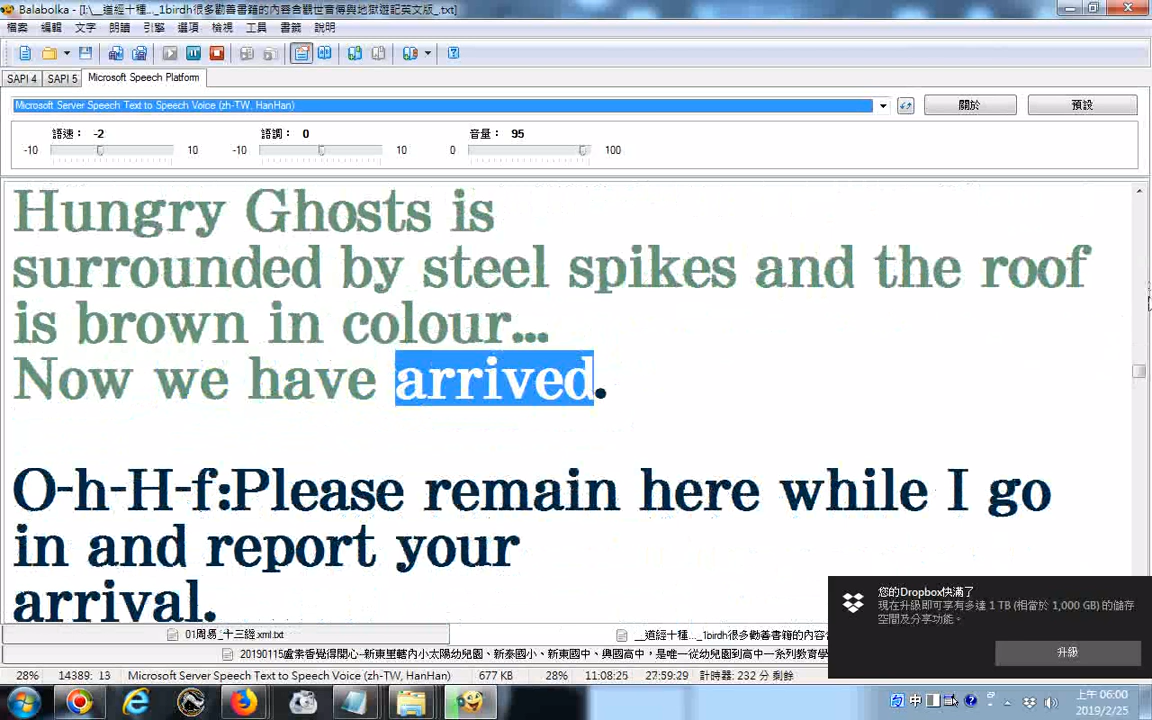 Balabolka - [I:\__道經十種..._1birdh很多勸善書籍的內容會觀世音傳與地獄遊記英文版_.txt]
檔案 編輯 文字 朗讀 引擎 選項 檢視 工具 書籤 說明
SAPI 4 SAPI 5 Microsoft Speech Platform
Microsoft Server Speech Text to Speech Voice (zh-TW, HanHan) 關於 預設
語速： -2 語調： 0 音量： 95
-10 10 -10 10 0 100
Hungry Ghosts is
surrounded by steel spikes and the roof
is brown in colour...
Now we have arrived.
O-h-H-f:Please remain here while I go
in and report your
arrival.
您的Dropbox快滿了
現在升級即可享有多達 1 TB (相當於 1,000 GB) 的儲存
空間及分享功能。
升級
01周易_十三經.xml.txt __道經十種..._1birdh很多勸善書籍的內容會
20190115盧素香覺得開心--新東里轄內小太陽幼兒園、新泰國小、新東國中、興國高中，是唯一從幼兒園到高中一系列教育學
28% 14389: 13 Microsoft Server Speech Text to Speech Voice (zh-TW, HanHan) 677 KB 28% 11:08:25 27:59:29 計時器: 232 分 剩餘
中 上午 06:00
2019/2/25